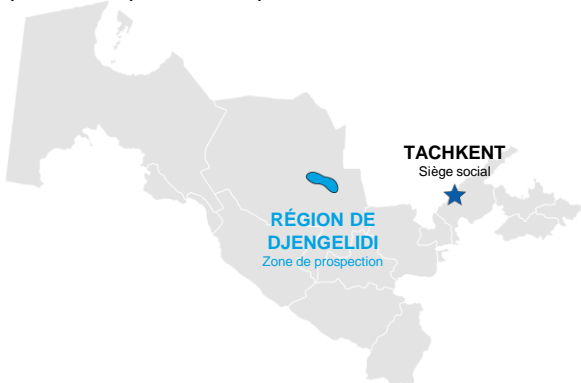 TACHKENT
Siège social
RÉGION DE
DJENGELIDI
Zone de prospection